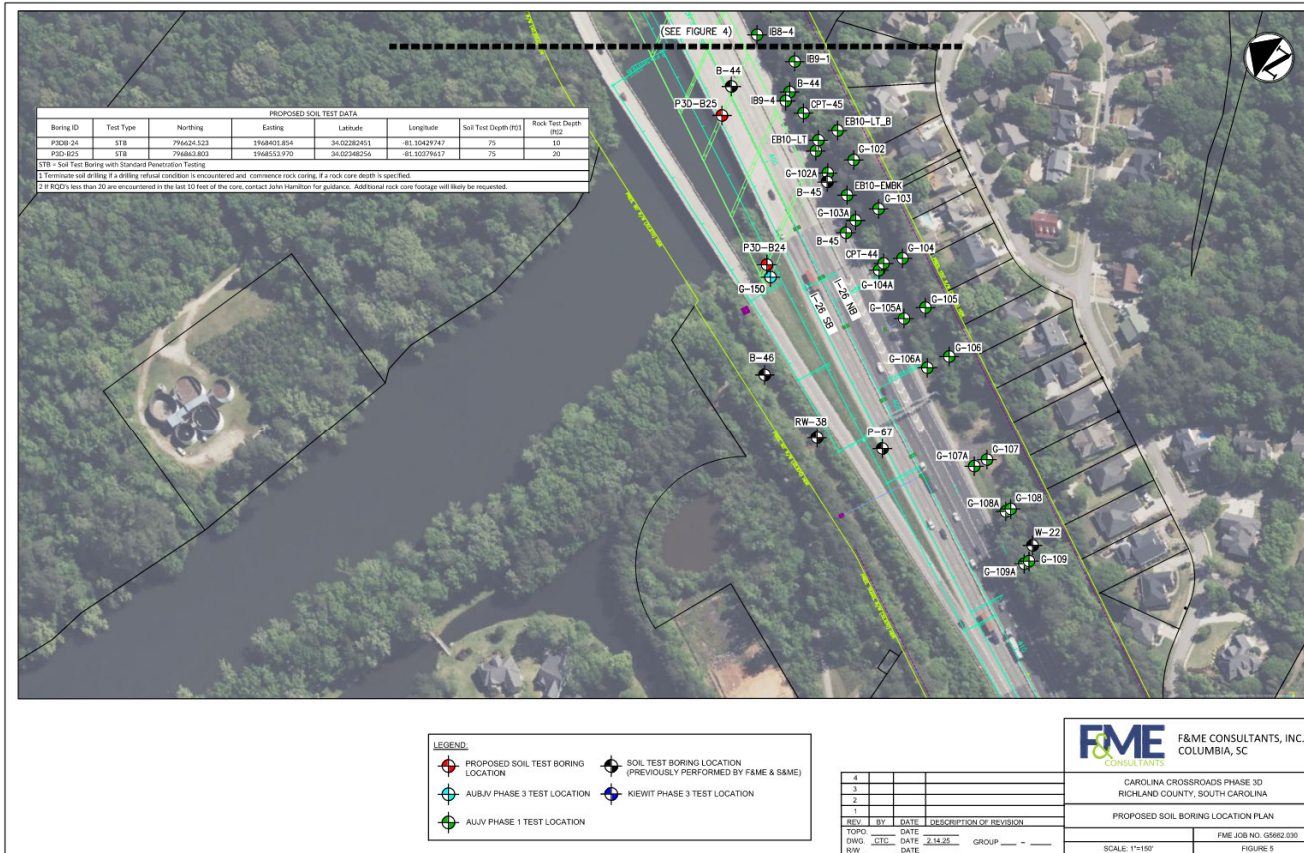 (SEE FIGURE 4)
IB8-4
IB9-1
B-44
B-44
IB9-4
P3D-B25
CPT-45
EB10-LT_B
EB10-LT
G-102
G-102A
B-45
EB10-EMBK
G-103
G-103A
B-45
P3D-B24
CPT-44
G-104
G-150
G-104A
I-26 SB
I-26 NB
G-105
G-105A
B-46
G-106
G-106A
RW-38
P-67
G-107
G-107A
G-108
G-108A
W-22
G-109
G-109A
PROPOSED SOIL TEST DATA
Boring ID Test Type Northing Easting Latitude Longitude Soil Test Depth (ft)1 Rock Test Depth (ft)2
P3DB-24 STB 796624.523 1968401.854 34.02282451 -81.10429747 75 10
P3D-B25 STB 796863.803 1968553.970 34.02348256 -81.10379617 75 20
STB = Soil Test Boring with Standard Penetration Testing
1 Terminate soil drilling if a drilling refusal condition is encountered and commence rock coring, if a rock core depth is specified.
2 If RQD's less than 20 are encountered in the last 10 feet of the core, contact John Hamilton for guidance. Additional rock core footage will likely be requested.
LEGEND:
PROPOSED SOIL TEST BORING
LOCATION
SOIL TEST BORING LOCATION
(PREVIOUSLY PERFORMED BY F&ME & S&ME)
AUBJV PHASE 3 TEST LOCATION
KIEWIT PHASE 3 TEST LOCATION
AUJV PHASE 1 TEST LOCATION
4
3
2
1
REV. BY DATE DESCRIPTION OF REVISION
TOPO. DATE
DWG. CTC DATE 2.14.25 GROUP -
R/W DATE
F&ME
CONSULTANTS
F&ME CONSULTANTS, INC.
COLUMBIA, SC
CAROLINA CROSSROADS PHASE 3D
RICHLAND COUNTY, SOUTH CAROLINA
PROPOSED SOIL BORING LOCATION PLAN
FME JOB NO. G5662.030
SCALE: 1"=150'
FIGURE 5